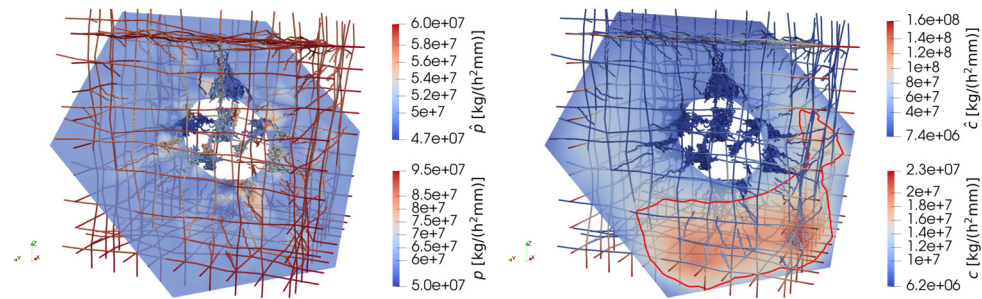 6.0e+07
5.8e+7
5.6e+7
5.4e+7
5.2e+7
5e+7
4.7e+07
p̂ [kg/(h²mm)]
9.5e+07
8e+7
7.5e+7
7e+7
6.5e+7
6e+7
5.0e+07
p [kg/(h²mm)]
Z
Y
X
1.6e+08
1.4e+8
1.2e+8
1e+8
8e+7
6e+7
4e+7
7.4e+06
ĉ [kg/(h²mm)]
2.3e+07
2e+7
1.8e+7
1.6e+7
1.4e+7
1.2e+7
1e+7
6.2e+06
c [kg/(h²mm)]
Z
Y
X